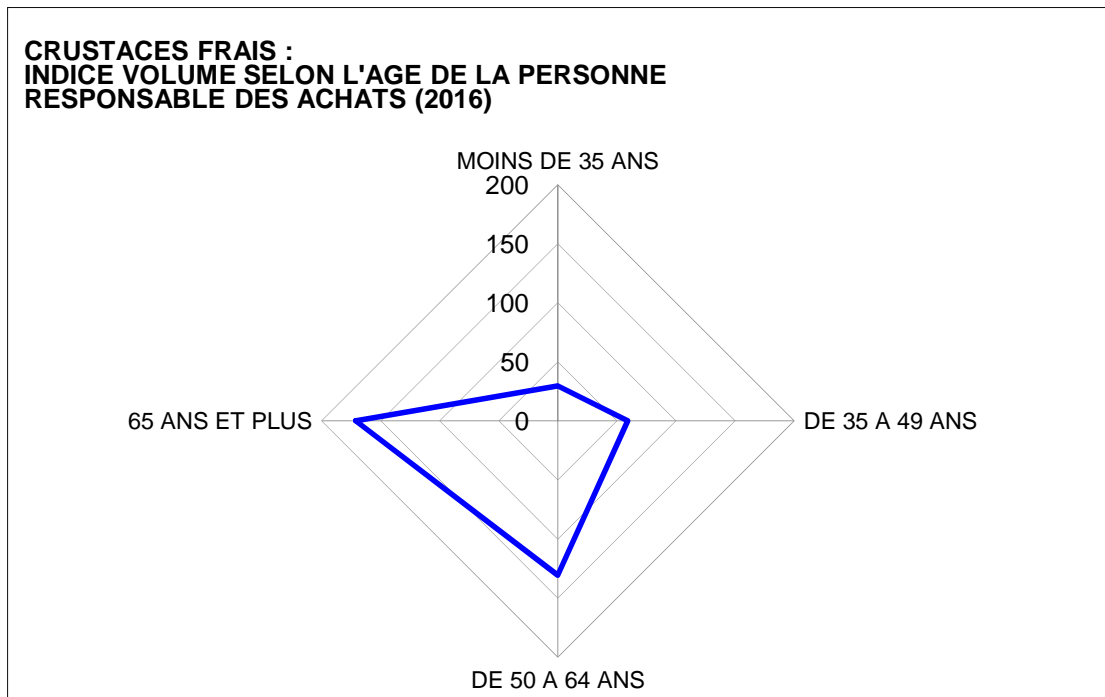 CRUSTACES FRAIS :
INDICE VOLUME SELON L'AGE DE LA PERSONNE
RESPONSABLE DES ACHATS (2016)
MOINS DE 35 ANS
200
150
100
50
0
65 ANS ET PLUS
DE 35 A 49 ANS
DE 50 A 64 ANS